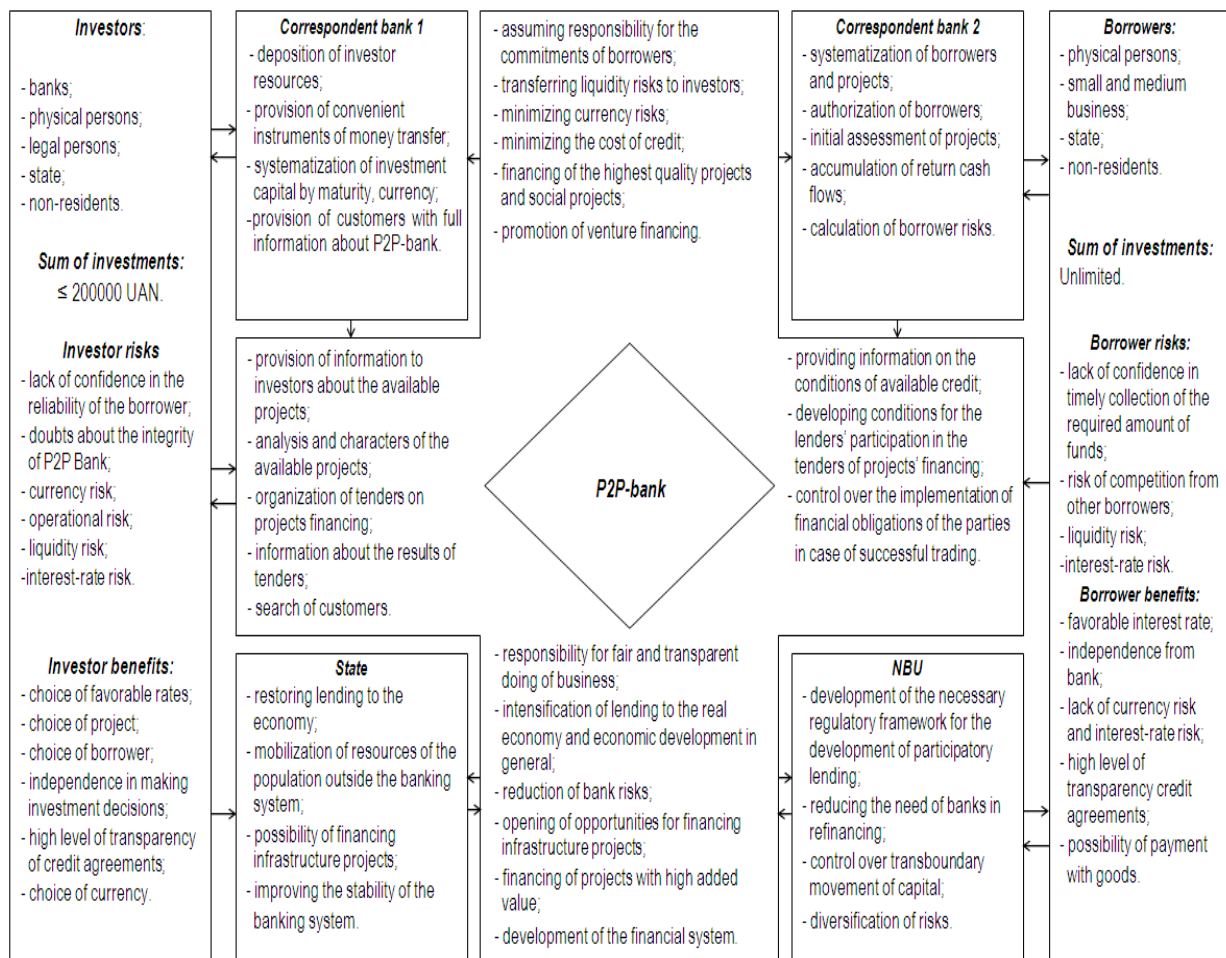 Investors:
- banks;
- physical persons;
- legal persons;
- state;
- non-residents.
Sum of investments:
≤ 200000 UAN.
Investor risks
- lack of confidence in the
reliability of the borrower;
- doubts about the integrity
of P2P Bank;
- currency risk;
- operational risk;
- liquidity risk;
-interest-rate risk.
Investor benefits:
- choice of favorable rates;
- choice of project;
- choice of borrower;
- independence in making
investment decisions;
- high level of transparency
of credit agreements;
- choice of currency.
Correspondent bank 1
- deposition of investor
resources;
- provision of convenient
instruments of money transfer;
- systematization of investment
capital by maturity, currency;
-provision of customers with full
information about P2P-bank.
- assuming responsibility for the
commitments of borrowers;
- transferring liquidity risks to investors;
- minimizing currency risks;
- minimizing the cost of credit;
- financing of the highest quality projects
and social projects;
- promotion of venture financing.
Correspondent bank 2
- systematization of borrowers
and projects;
- authorization of borrowers;
- initial assessment of projects;
- accumulation of return cash
flows;
- calculation of borrower risks.
- provision of information to
investors about the available
projects;
- analysis and characters of the
available projects;
- organization of tenders on
projects financing;
- information about the results of
tenders;
- search of customers.
P2P-bank
- providing information on the
conditions of available credit;
- developing conditions for the
lenders' participation in the
tenders of projects' financing;
- control over the implementation of
financial obligations of the parties
in case of successful trading.
State
- restoring lending to the
economy;
- mobilization of resources of the
population outside the banking
system;
- possibility of financing
infrastructure projects;
- improving the stability of the
banking system.
- responsibility for fair and transparent
doing of business;
- intensification of lending to the real
economy and economic development in
general;
- reduction of bank risks;
- opening of opportunities for financing
infrastructure projects;
- financing of projects with high added
value;
- development of the financial system.
NBU
- development of the necessary
regulatory framework for the
development of participatory
lending;
- reducing the need of banks in
refinancing;
- control over transboundary
movement of capital;
- diversification of risks.
Borrowers:
- physical persons;
- small and medium
business;
- state;
- non-residents.
Sum of investments:
Unlimited.
Borrower risks:
- lack of confidence in
timely collection of the
required amount of
funds;
- risk of competition from
other borrowers;
- liquidity risk;
-interest-rate risk.
Borrower benefits:
- favorable interest rate;
- independence from
bank;
- lack of currency risk
and interest-rate risk;
- high level of
transparency credit
agreements;
- possibility of payment
with goods.